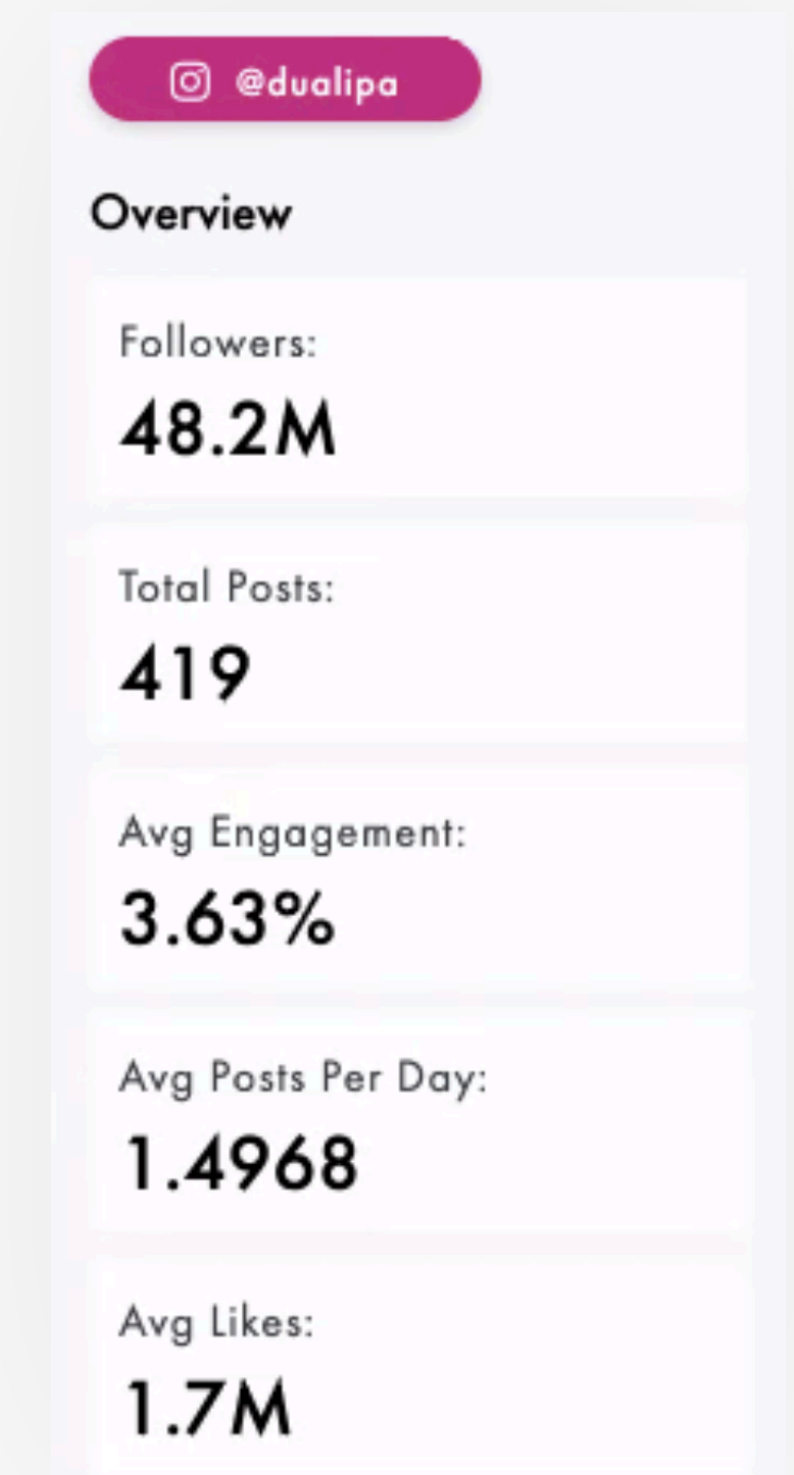 @dualipa
Overview
Followers:
48.2M
Total Posts:
419
Avg Engagement:
3.63%
Avg Posts Per Day:
1.4968
Avg Likes:
1.7M